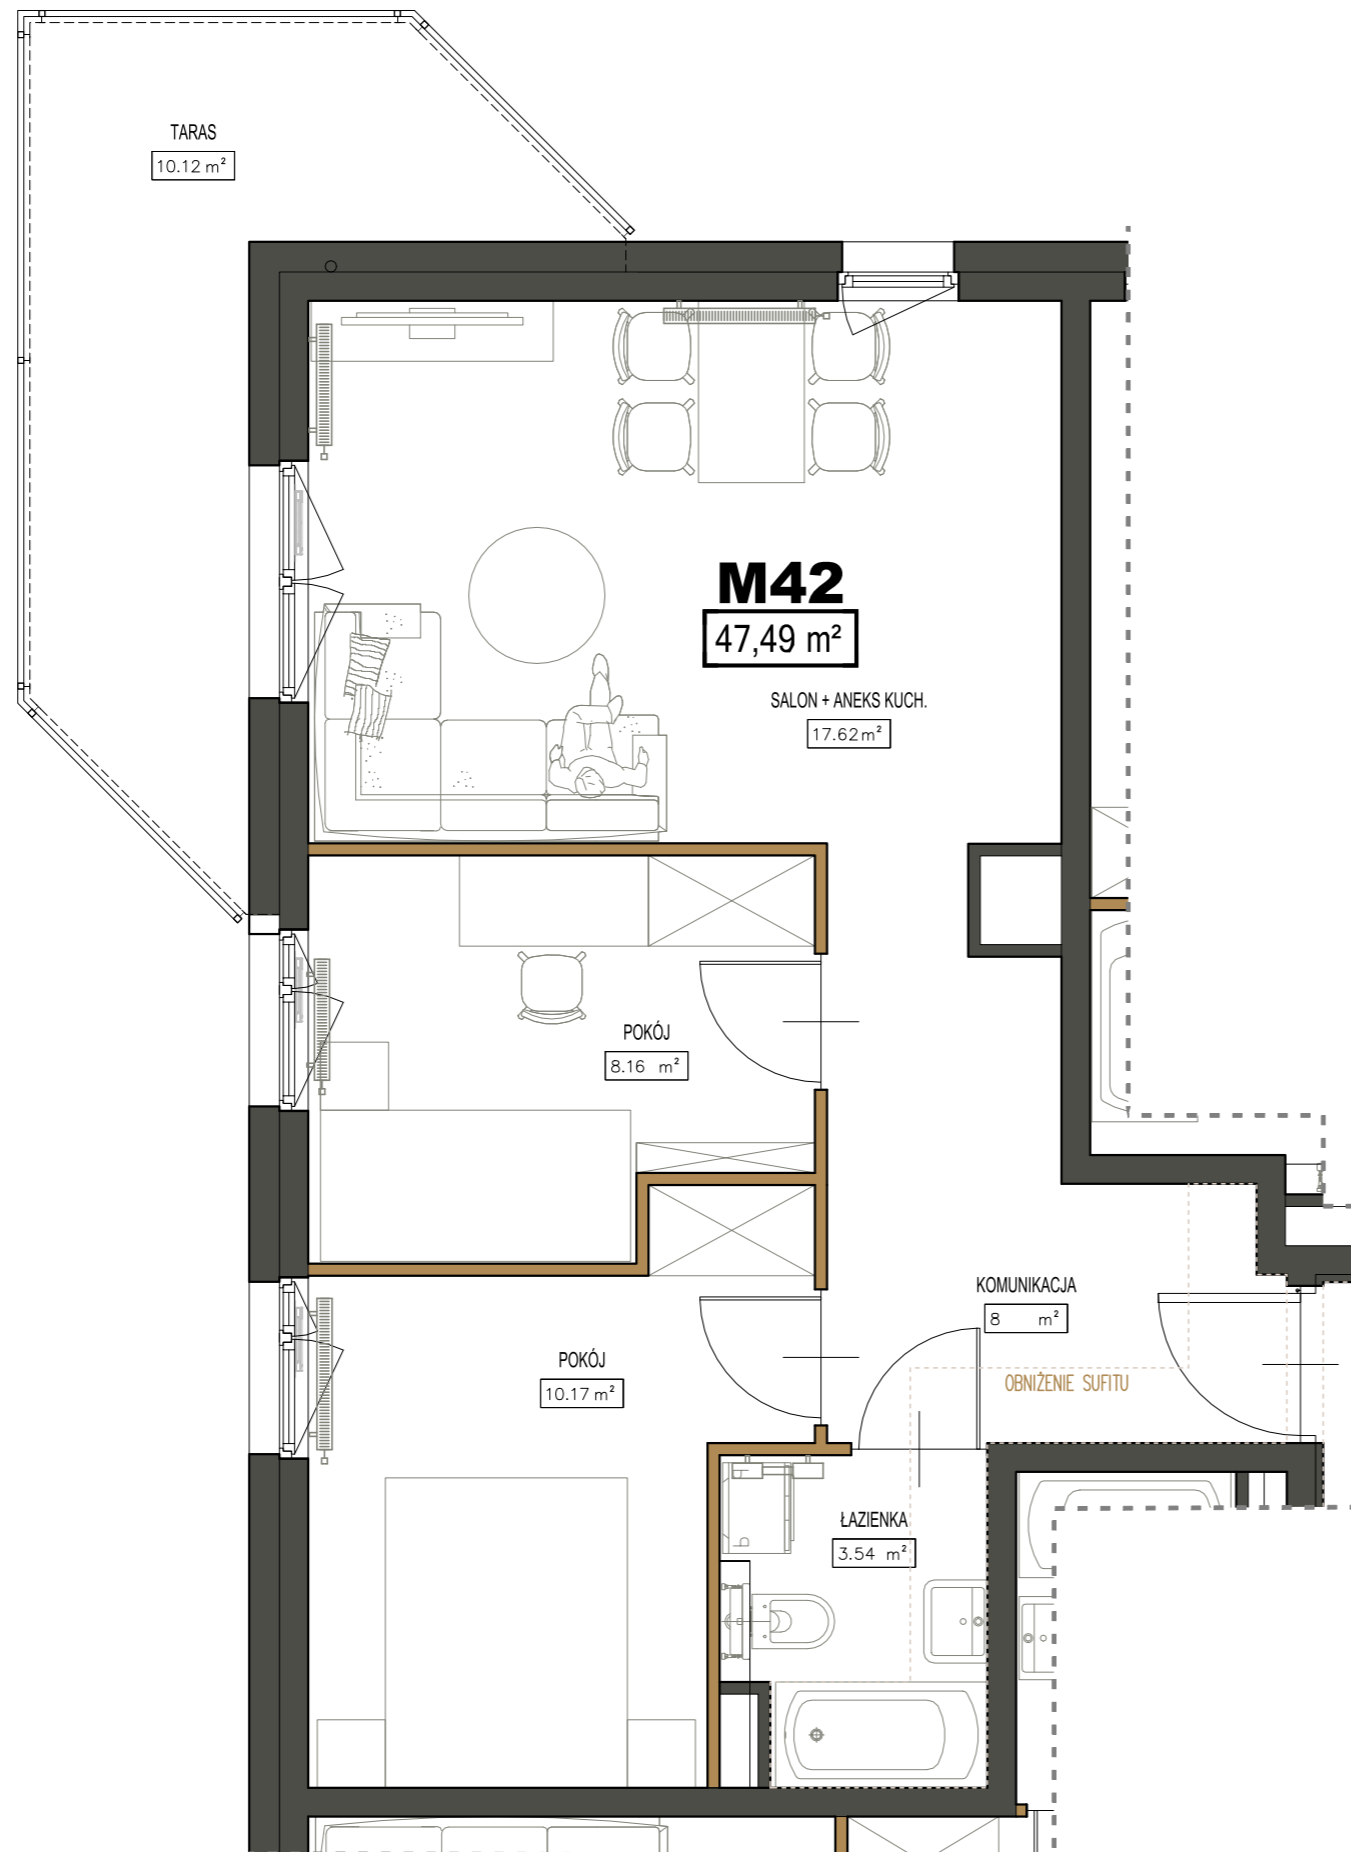 TARAS
10.12 m²
M42
47,49 m²
SALON + ANEKS KUCH.
17.62 m²
POKÓJ
8.16 m²
KOMUNIKACJA
8 m²
POKÓJ
10.17 m²
OBNIŻENIE SUFITU
ŁAZIENKA
3.54 m²